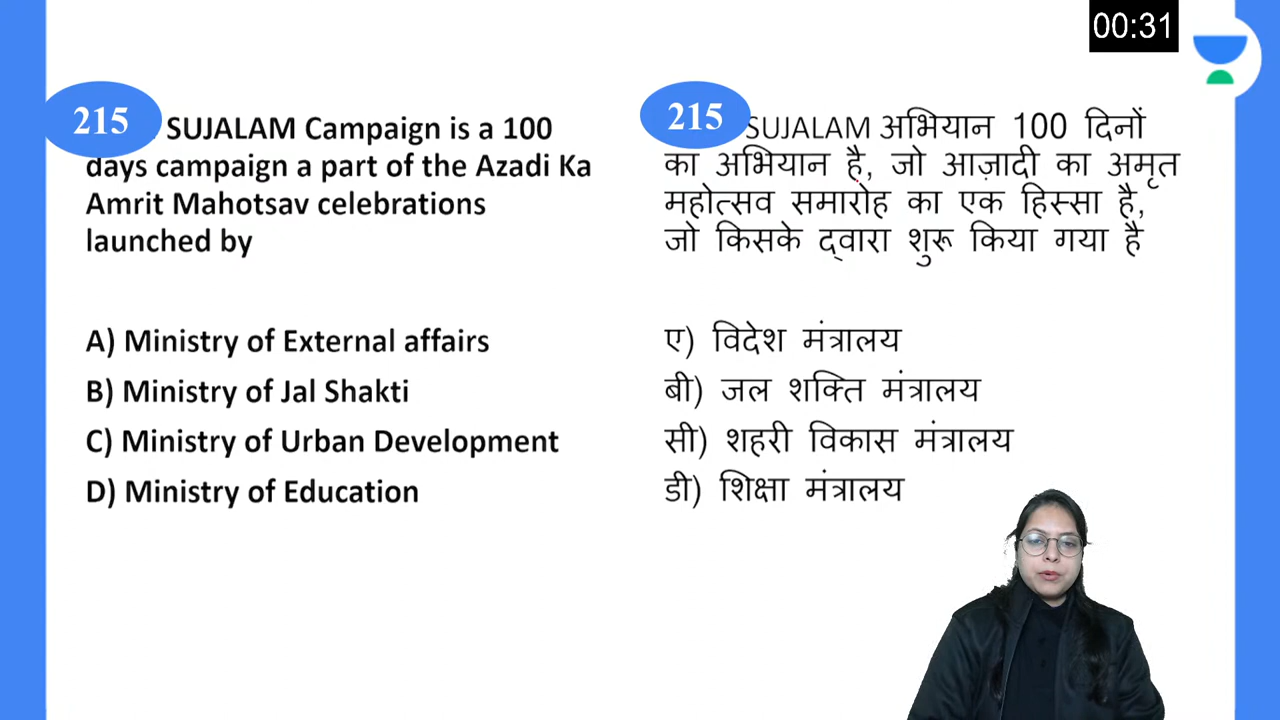 00:31
215
SUJALAM Campaign is a 100
days campaign a part of the Azadi Ka
Amrit Mahotsav celebrations
launched by
A) Ministry of External affairs
B) Ministry of Jal Shakti
C) Ministry of Urban Development
D) Ministry of Education
215
SUJALAM अभियान 100 दिनों
का अभियान है, जो आज़ादी का अमृत
महोत्सव समारोह का एक हिस्सा है,
जो किसके द्वारा शुरू किया गया है
ए) विदेश मंत्रालय
बी) जल शक्ति मंत्रालय
सी) शहरी विकास मंत्रालय
डी) शिक्षा मंत्रालय